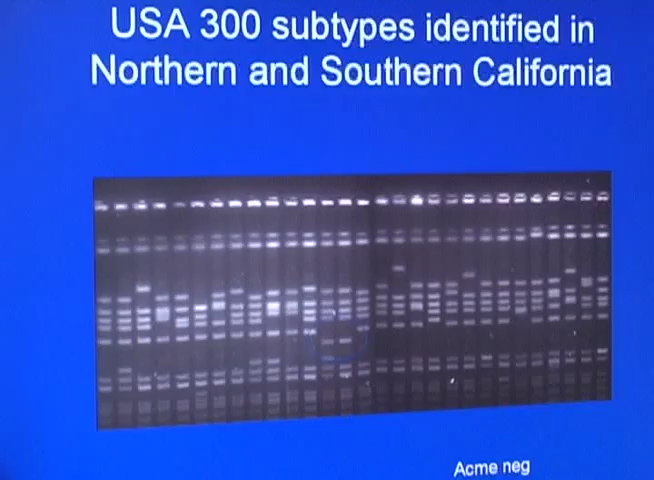 USA 300 subtypes identified in
Northern and Southern California
Acme neg